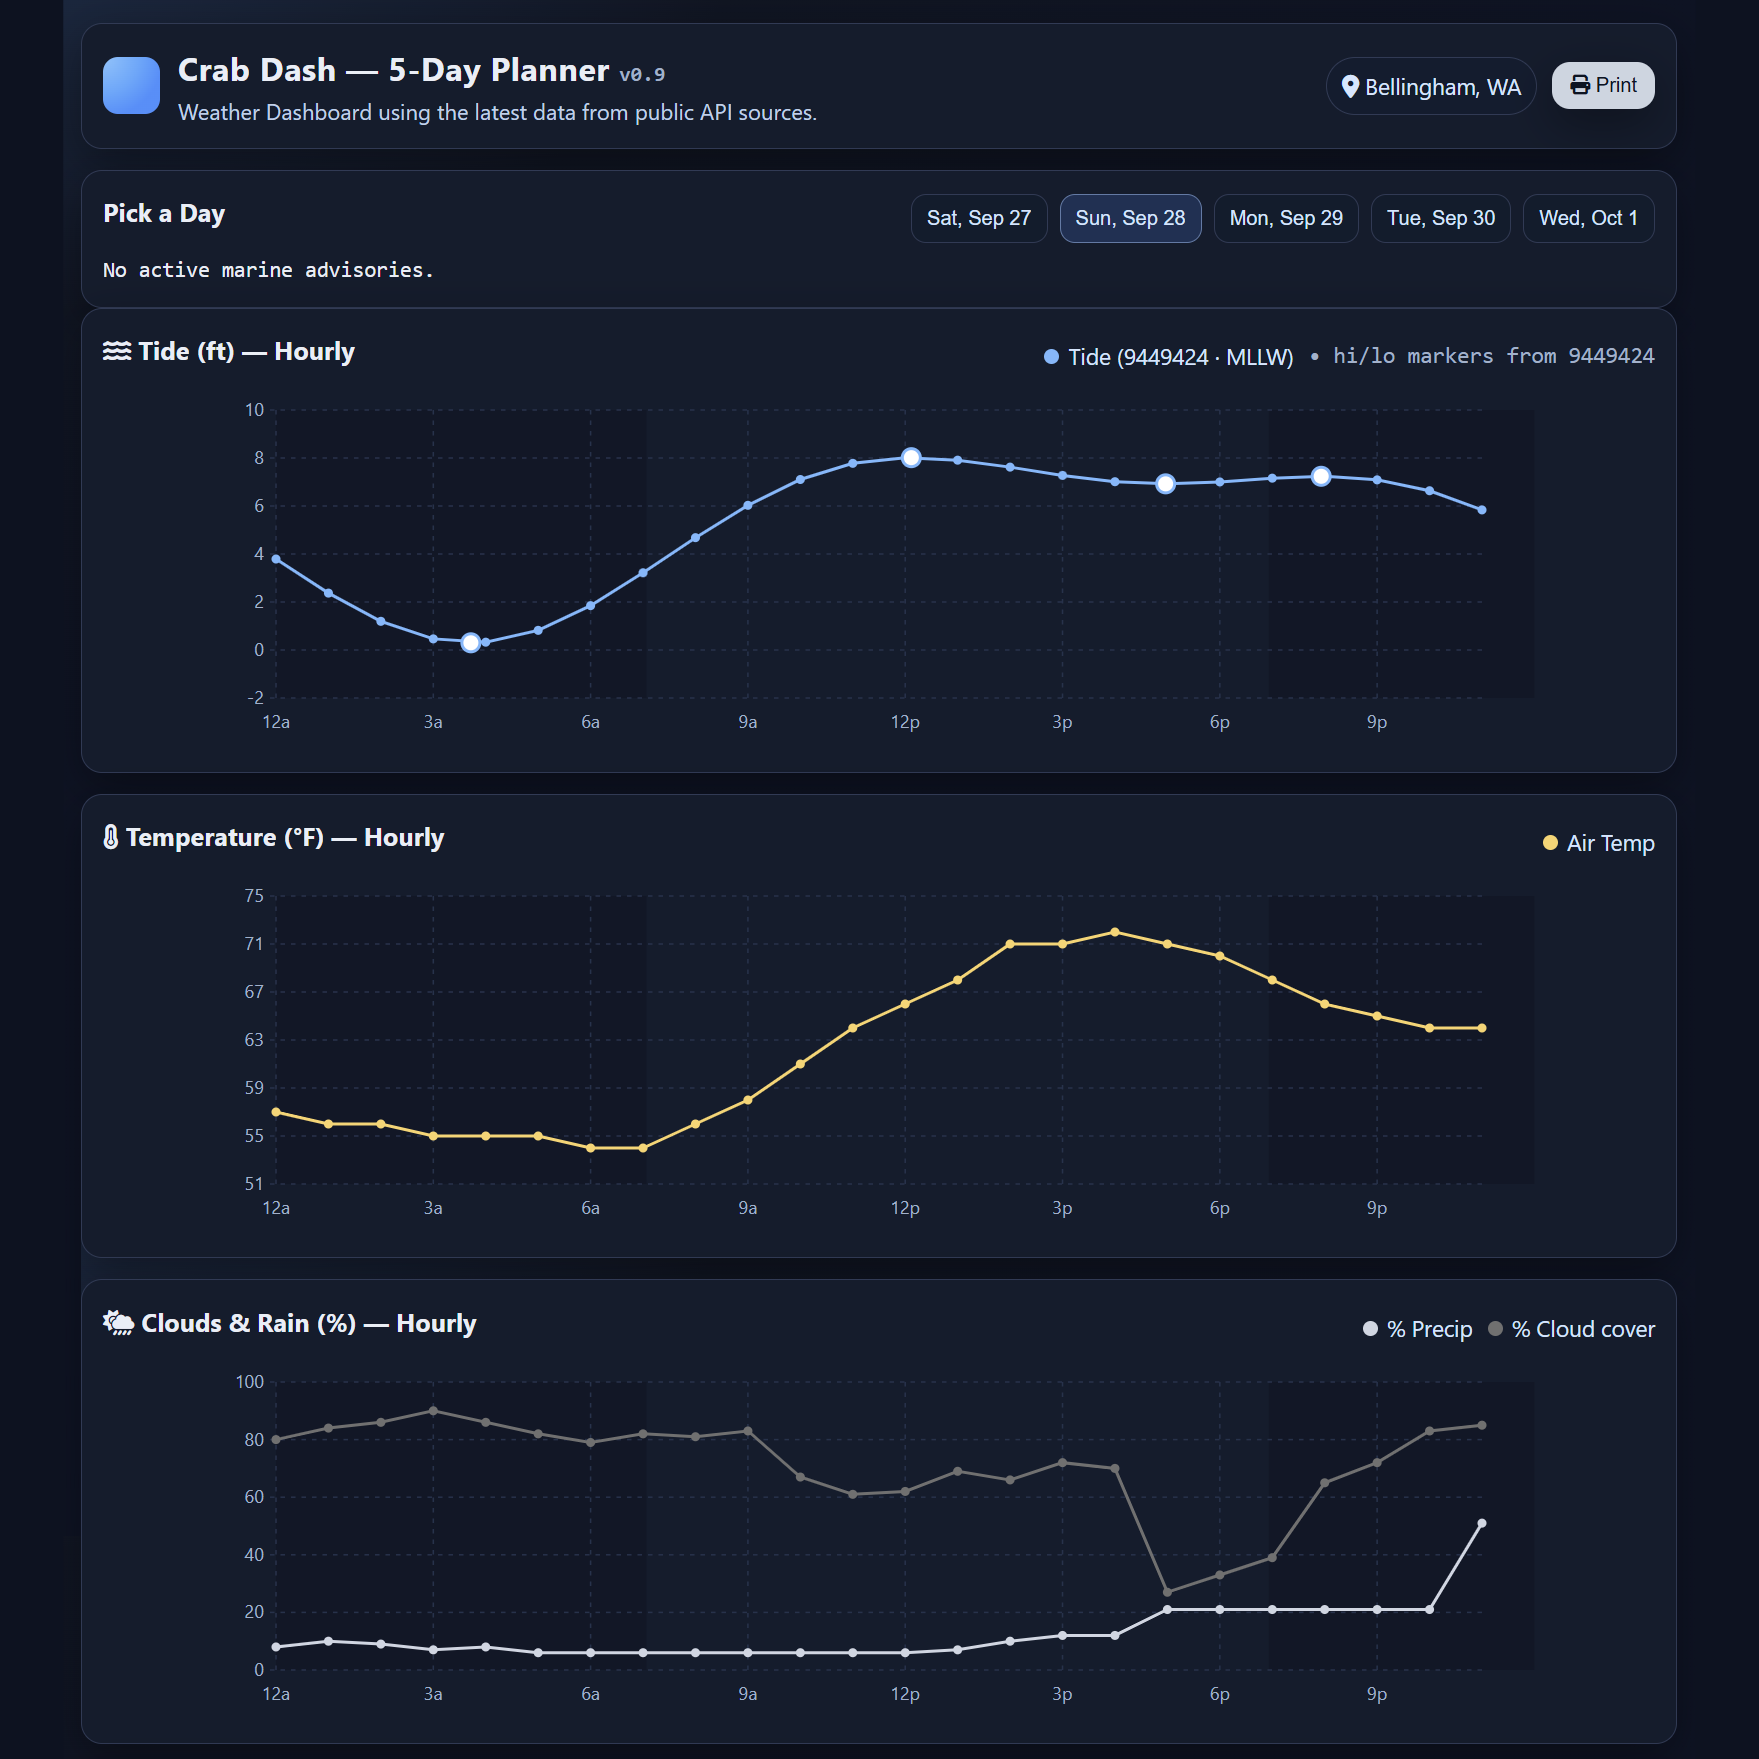 Crab Dash — 5-Day Planner v0.9
Weather Dashboard using the latest data from public API sources.
Bellingham, WA
Print
Pick a Day
Sat, Sep 27
Sun, Sep 28
Mon, Sep 29
Tue, Sep 30
Wed, Oct 1
No active marine advisories.
Tide (ft) — Hourly
Tide (9449424 · MLLW) • hi/lo markers from 9449424
10
8
6
4
2
0
-2
12a 3a 6a 9a 12p 3p 6p 9p
Temperature (°F) — Hourly
Air Temp
75
71
67
63
59
55
51
12a 3a 6a 9a 12p 3p 6p 9p
Clouds & Rain (%) — Hourly
% Precip % Cloud cover
100
80
60
40
20
0
12a 3a 6a 9a 12p 3p 6p 9p